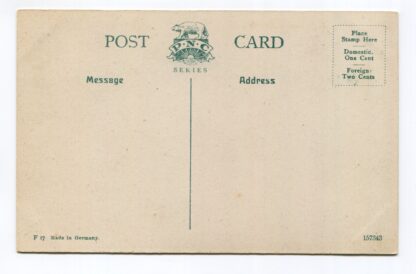 POST CARD
P·N·C
SERIES
Message
Address
Place
Stamp Here
Domestic,
One Cent
Foreign
Two Cents
F 17 Made in Germany.
157343